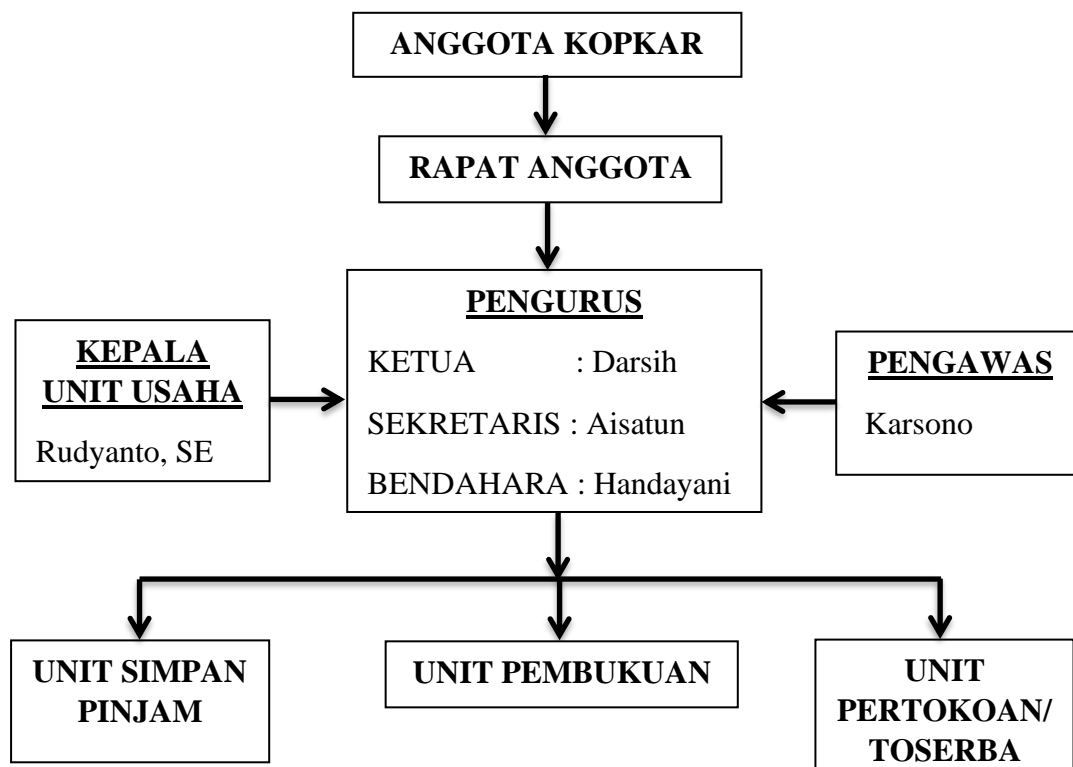 ANGGOTA KOPKAR
RAPAT ANGGOTA
PENGURUS
KETUA : Darsih
SEKRETARIS : Aisatun
BENDAHARA : Handayani
KEPALA
UNIT USAHA
Rudyanto, SE
PENGAWAS
Karsono
UNIT SIMPAN
PINJAM
UNIT PEMBUKUAN
UNIT
PERTOKOAN/
TOSERBA